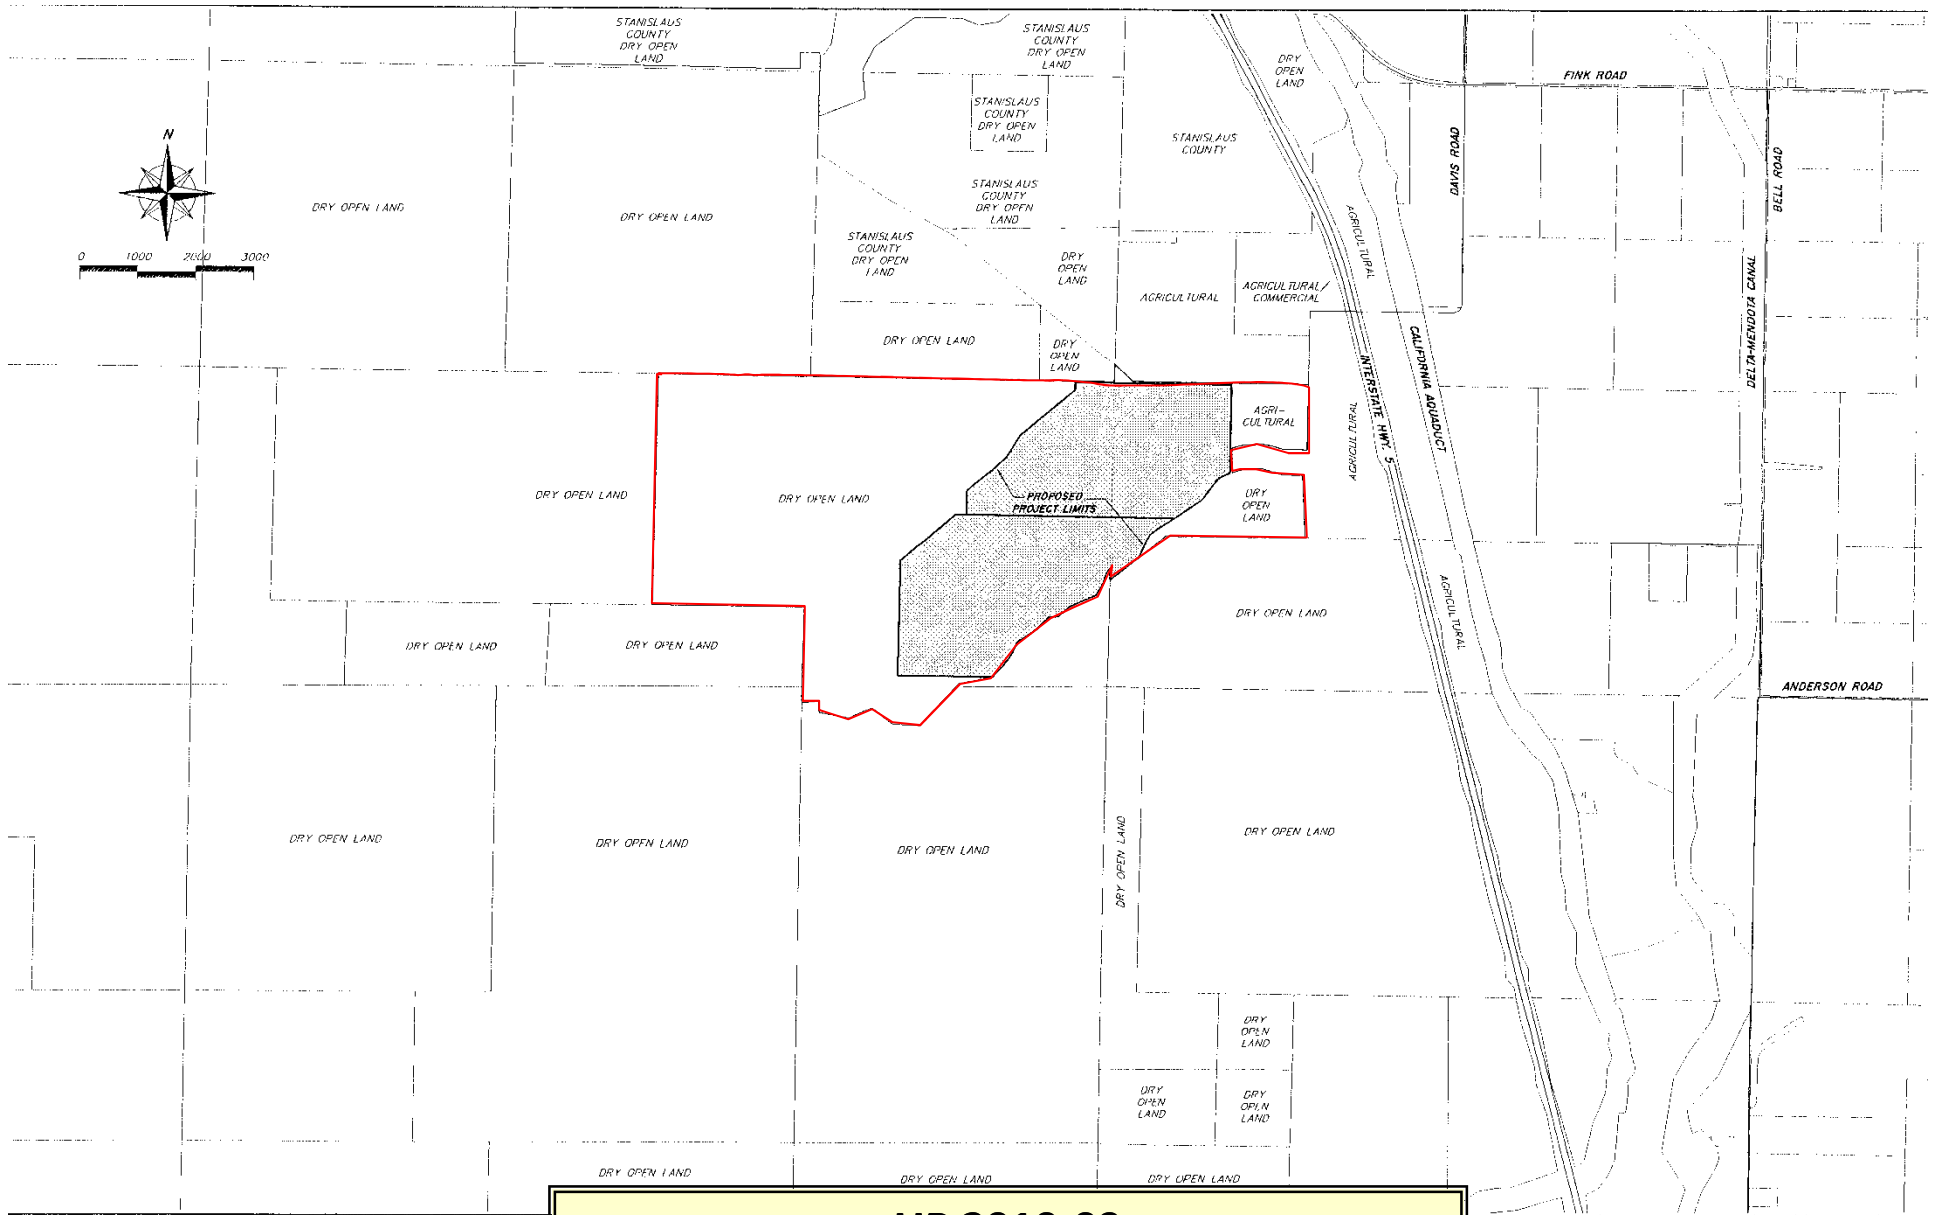 STANISLAUS
COUNTY
DRY OPEN
LAND
STANISLAUS
COUNTY
DRY OPEN
LAND
DRY
OPEN
LAND
FINK ROAD
N
STANISLAUS
COUNTY
DRY OPEN
LAND
STANISLAUS
COUNTY
DAVIS ROAD
BELL ROAD
DRY OPEN LAND
DRY OPEN LAND
STANISLAUS
COUNTY
DRY OPEN
LAND
AGRICULTURAL
STANISLAUS
COUNTY
DRY OPEN
LAND
DRY
OPEN
LAND
0 1000 2000 3000
AGRICULTURAL
AGRICULTURAL/
COMMERCIAL
DELTA-MENDOTA CANAL
DRY OPEN LAND
DRY
OPEN
LAND
INTERSTATE HWY. 5
CALIFORNIA AQUADUCT
AGRI-
CULTURAL
AGRICULTURAL
DRY OPEN LAND
DRY OPEN LAND
PROPOSED
PROJECT LIMITS
DRY
OPEN
LAND
AGRICULTURAL
DRY OPEN LAND
DRY OPEN LAND
DRY OPEN LAND
ANDERSON ROAD
DRY OPEN LAND
DRY OPEN LAND
DRY OPEN LAND
DRY OPEN LAND
DRY OPEN LAND
DRY
OPEN
LAND
DRY
OPEN
LAND
DRY
OPEN
LAND
DRY OPEN LAND
DRY OPEN LAND
DRY OPEN LAND